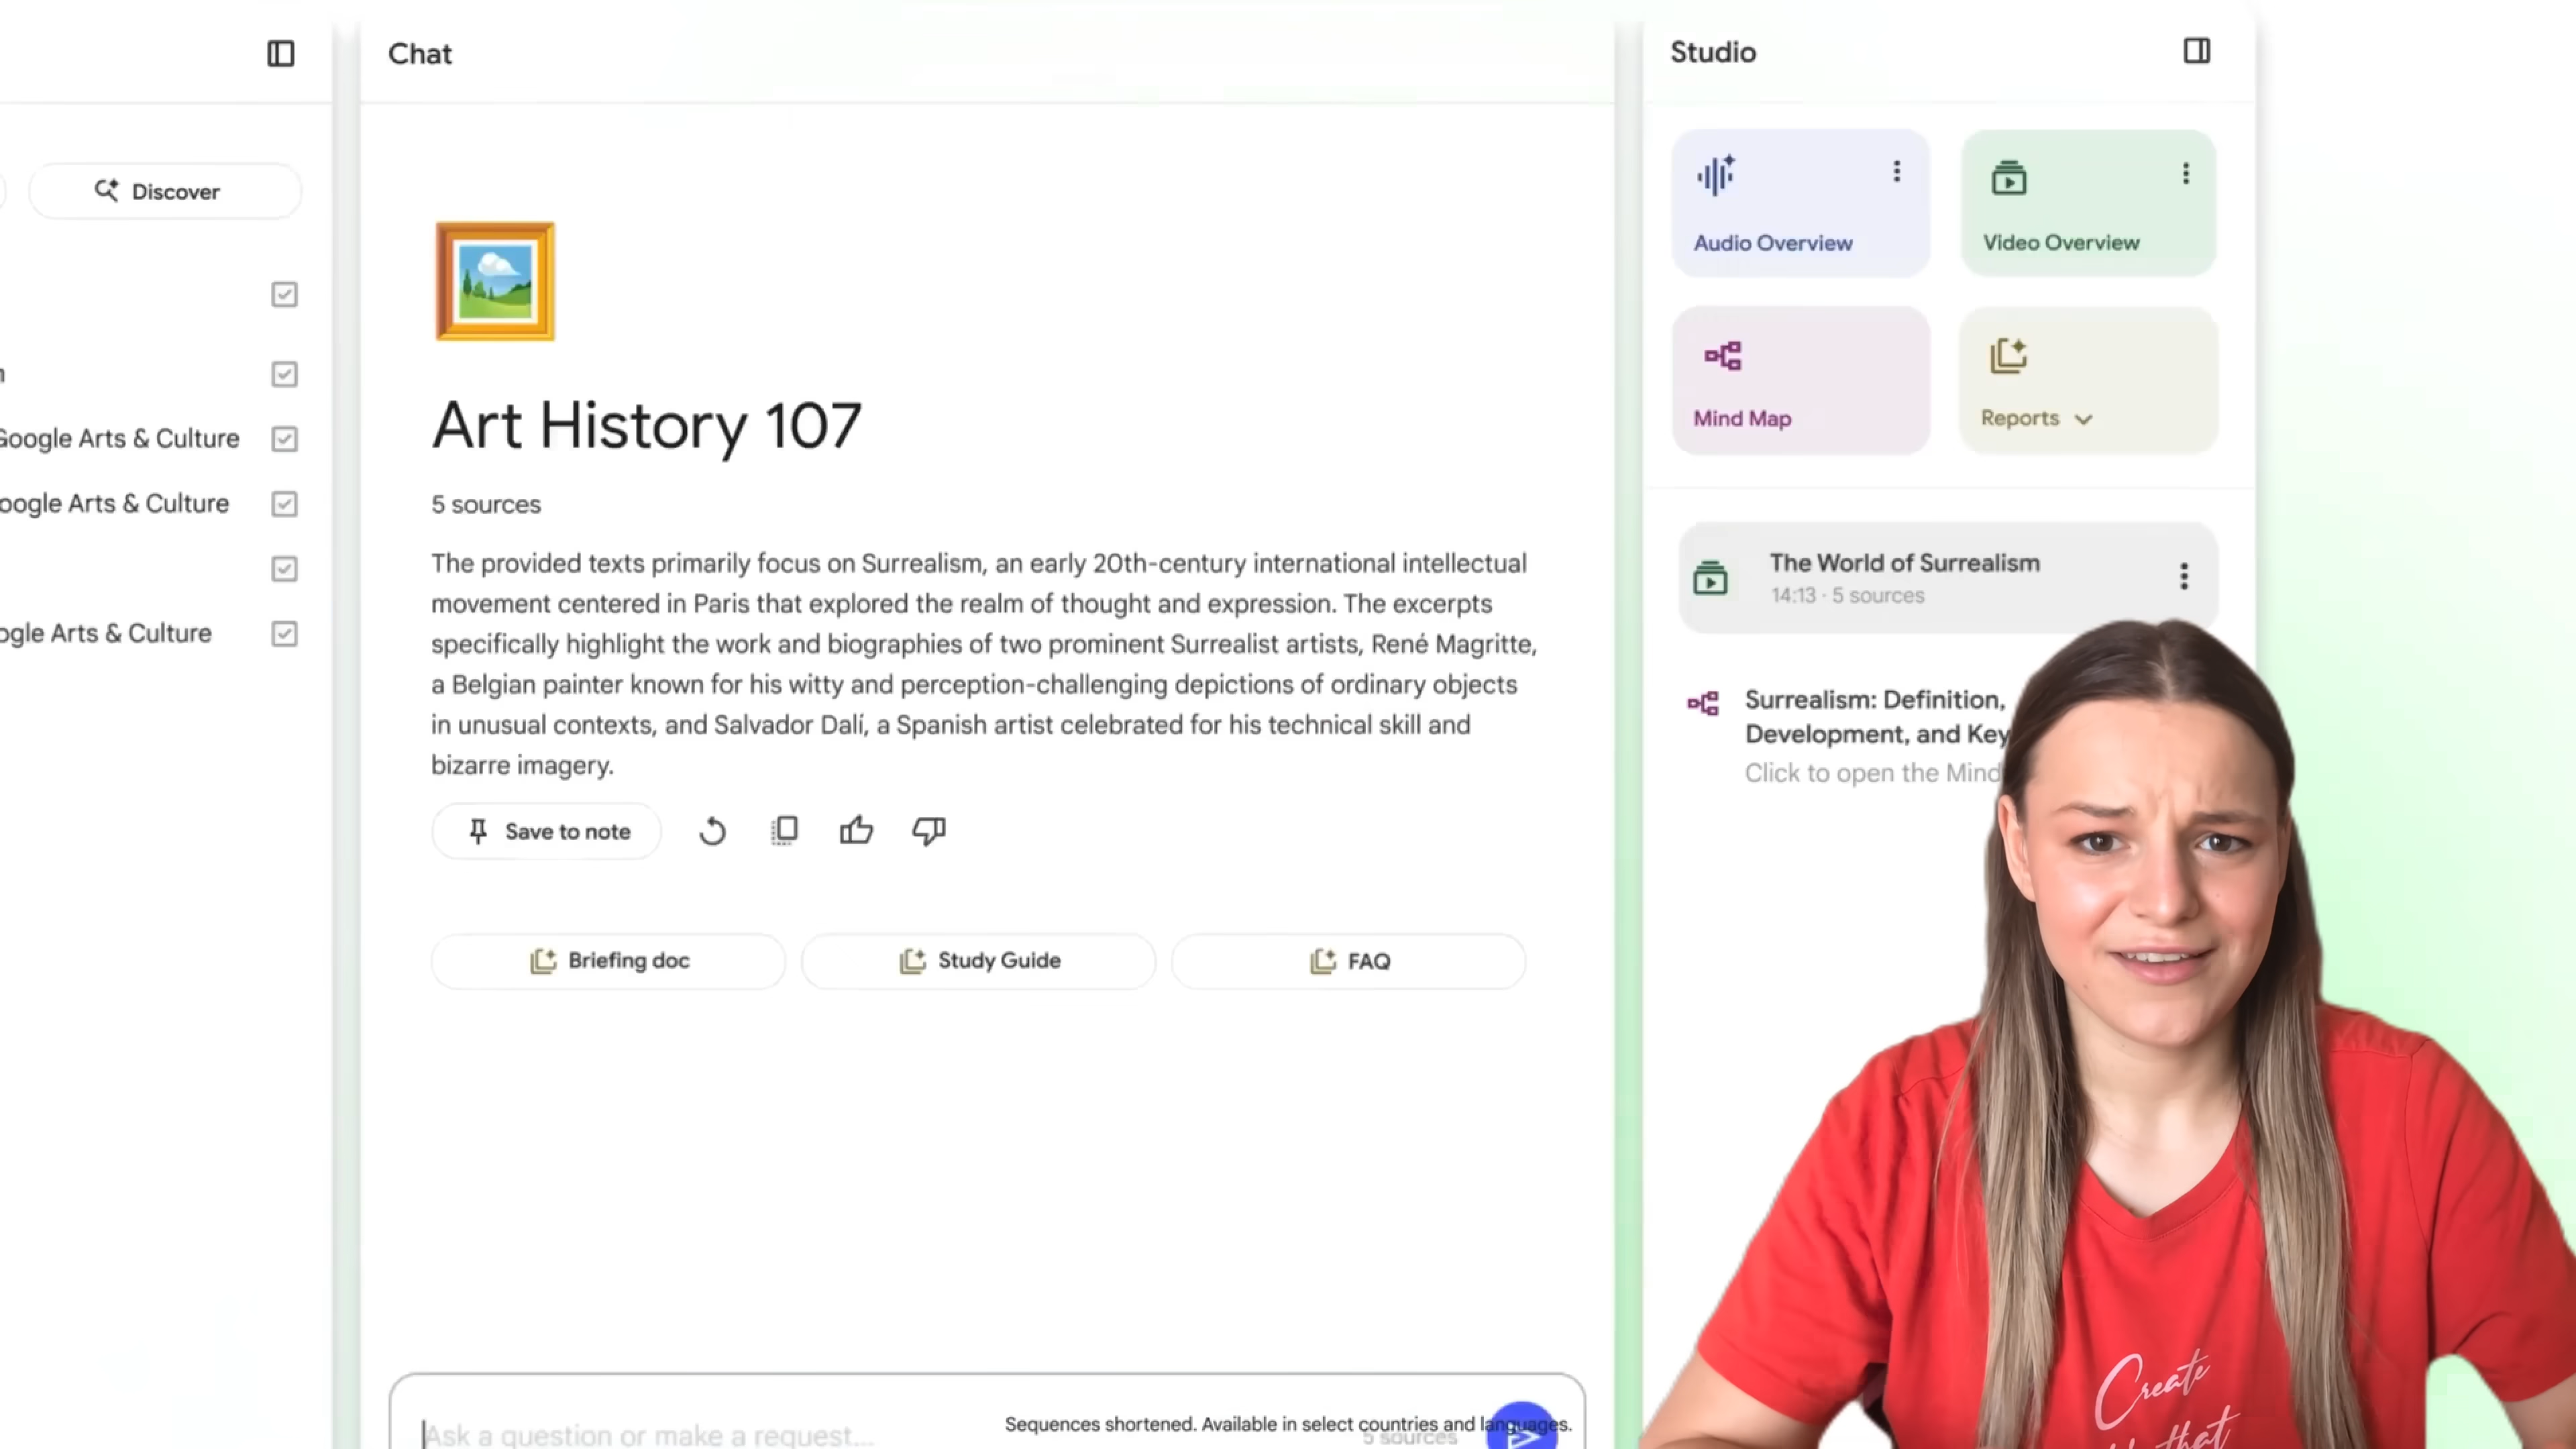 Chat
Studio
Discover
Google Arts & Culture
oogle Arts & Culture
ogle Arts & Culture
Art History 107
5 sources
The provided texts primarily focus on Surrealism, an early 20th-century international intellectual
movement centered in Paris that explored the realm of thought and expression. The excerpts
specifically highlight the work and biographies of two prominent Surrealist artists, René Magritte,
a Belgian painter known for his witty and perception-challenging depictions of ordinary objects
in unusual contexts, and Salvador Dalí, a Spanish artist celebrated for his technical skill and
bizarre imagery.
Save to note
Briefing doc
Study Guide
FAQ
Ask a question or make a request...
Sequences shortened. Available in select countries and languages.
5 sources
Audio Overview
Video Overview
Mind Map
Reports
The World of Surrealism
14:13 · 5 sources
Surrealism: Definition,
Development, and Key
Click to open the Mind
Create
that